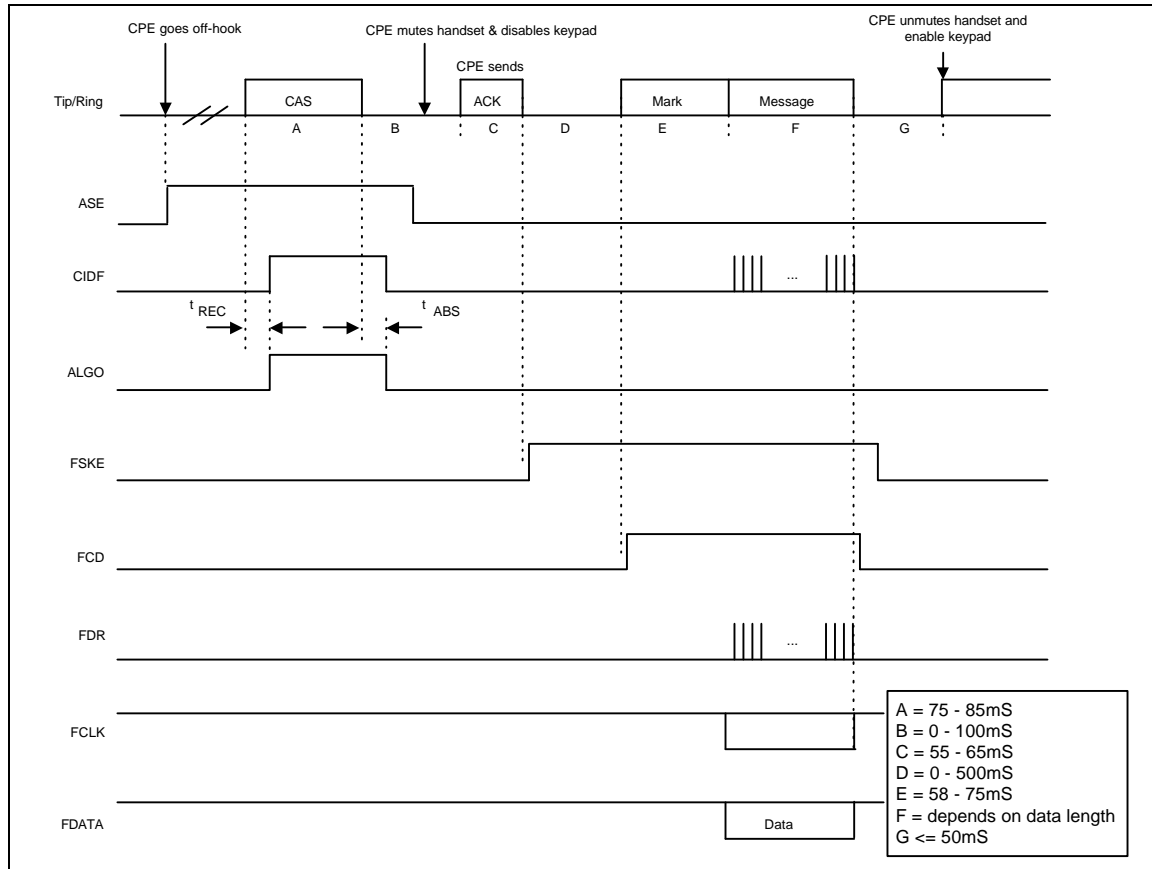 CPE goes off-hook
CPE mutes handset & disables keypad
CPE unmutes handset and
enable keypad
CPE sends
Tip/Ring
CAS
ACK
Mark
Message
A
B
C
D
E
F
G
ASE
CIDF
...
t REC
t ABS
ALGO
FSKE
FCD
FDR
...
FCLK
FDATA
Data
A = 75 - 85mS
B = 0 - 100mS
C = 55 - 65mS
D = 0 - 500mS
E = 58 - 75mS
F = depends on data length
G <= 50mS